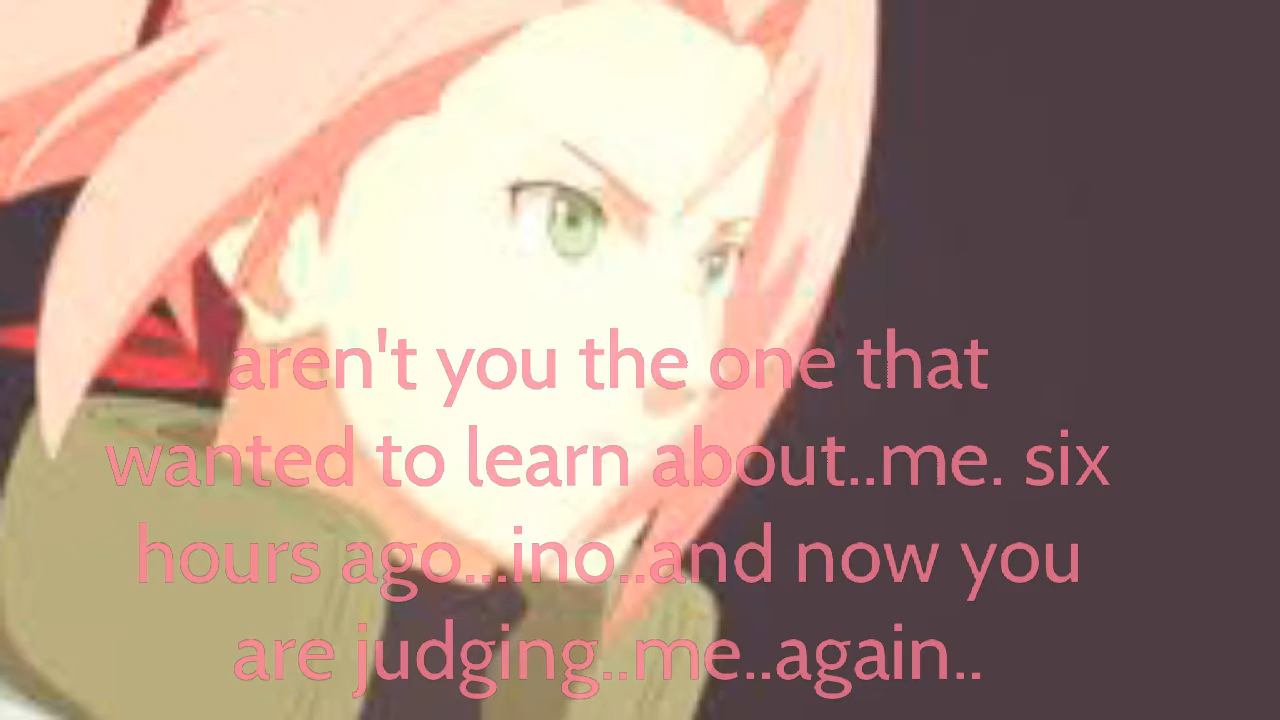 aren't you the one that
wanted to learn about..me. six
hours ago...ino..and now you
are judging..me..again..